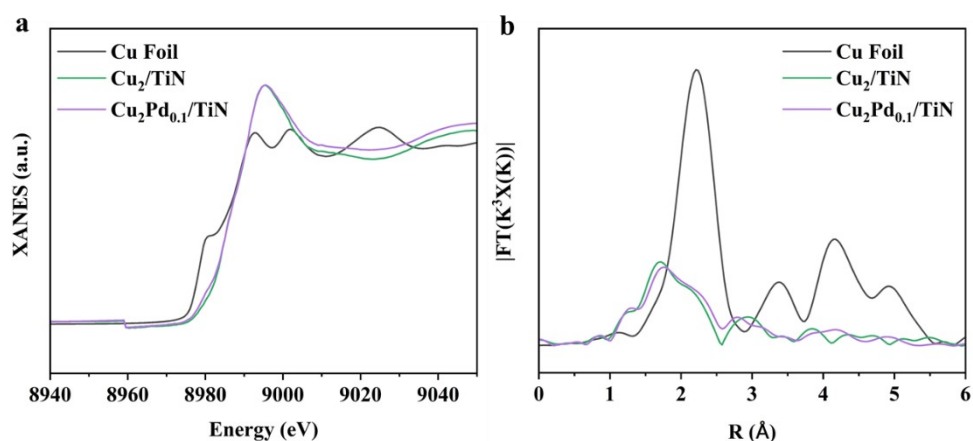 a
Cu Foil
Cu₂/TiN
Cu₂Pd₀.₁/TiN
XANES (a.u.)
8940 8960 8980 9000 9020 9040
Energy (eV)
b
Cu Foil
Cu₂/TiN
Cu₂Pd₀.₁/TiN
|FT(K³X(K))|
0 1 2 3 4 5 6
R (Å)